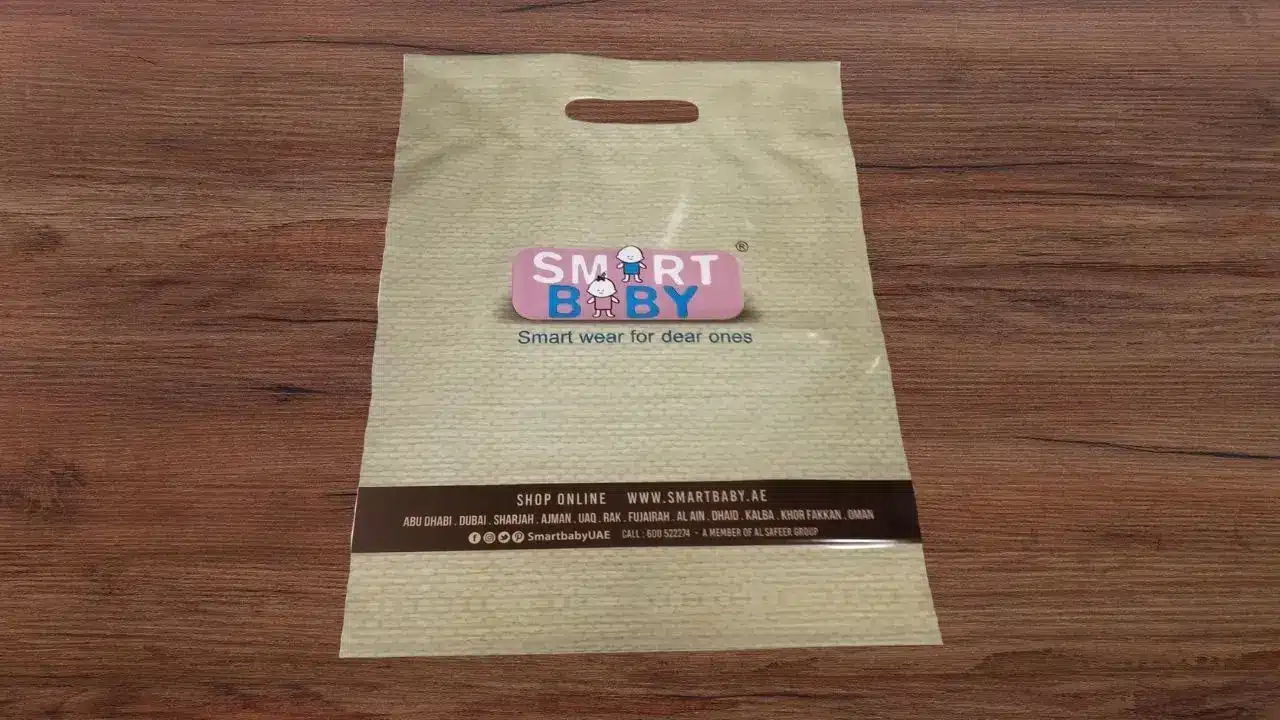 SMART ®
BABY
Smart wear for dear ones
SHOP ONLINE WWW.SMARTBABY.AE
ABU DHABI . DUBAI . SHARJAH . AJMAN . UAQ . RAK . FUJAIRAH . AL AIN . DHAID . KALBA . KHOR FAKKAN . OMAN
SmartbabyUAE CALL : 600 522274 - A MEMBER OF AL SAFEER GROUP